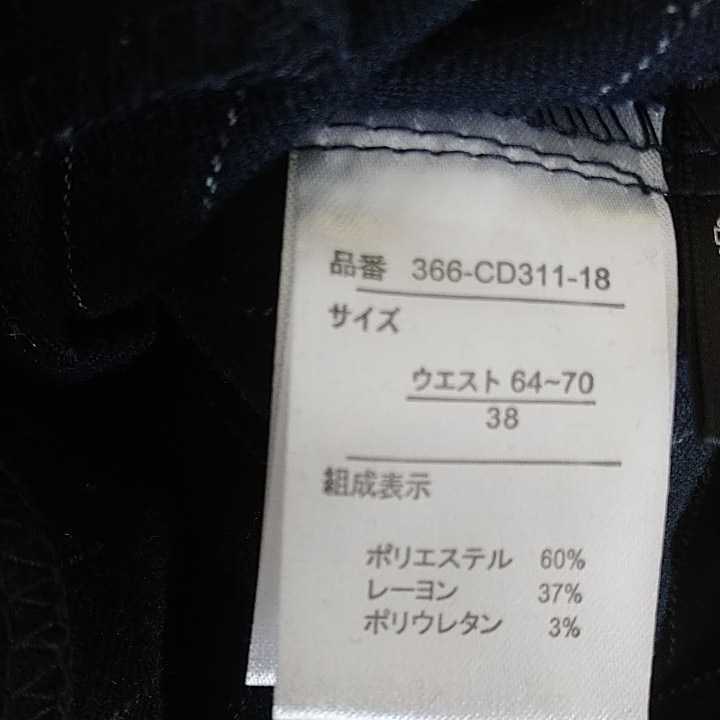 品番 366-CD311-18
サイズ
ウエスト 64~70
38
組成表示
ポリエステル 60%
レーヨン 37%
ポリウレタン 3%